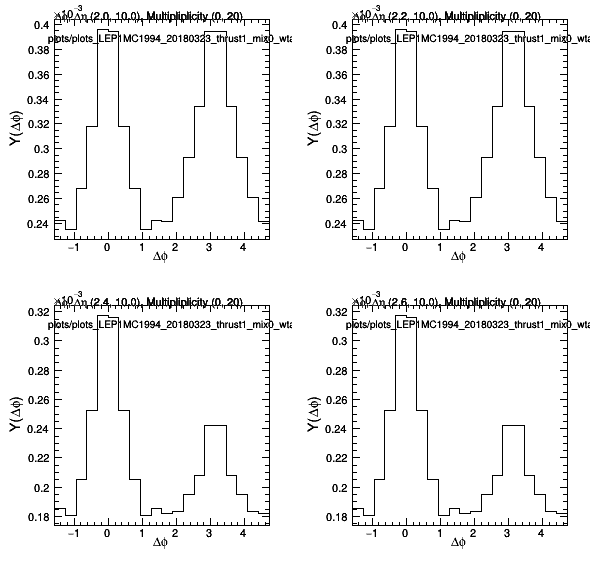 ×10⁻³ Δη (2.0, 10.0), Multipliplicity (0, 20)
plots/plots_LEP1MC1994_20180323_thrust1_mix0_wta
Y(Δϕ)
0.4
0.38
0.36
0.34
0.32
0.3
0.28
0.26
0.24
−1 0 1 2 3 4
Δϕ
×10⁻³ Δη (2.2, 10.0), Multipliplicity (0, 20)
plots/plots_LEP1MC1994_20180323_thrust1_mix0_wta
Y(Δϕ)
0.4
0.38
0.36
0.34
0.32
0.3
0.28
0.26
0.24
−1 0 1 2 3 4
Δϕ
×10⁻³ Δη (2.4, 10.0), Multipliplicity (0, 20)
plots/plots_LEP1MC1994_20180323_thrust1_mix0_wta
Y(Δϕ)
0.32
0.3
0.28
0.26
0.24
0.22
0.2
0.18
−1 0 1 2 3 4
Δϕ
×10⁻³ Δη (2.6, 10.0), Multipliplicity (0, 20)
plots/plots_LEP1MC1994_20180323_thrust1_mix0_wta
Y(Δϕ)
0.32
0.3
0.28
0.26
0.24
0.22
0.2
0.18
−1 0 1 2 3 4
Δϕ